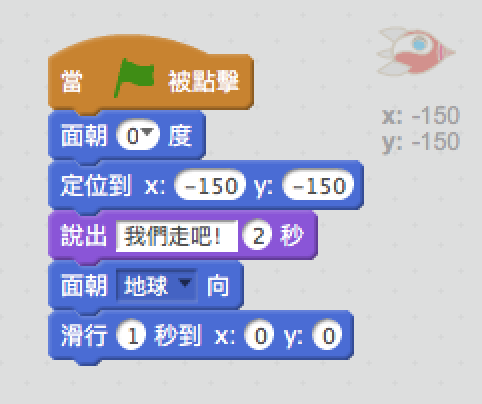 當 被點擊
x: -150
y: -150
面朝 0 度
定位到 x: -150 y: -150
說出 我們走吧! 2 秒
面朝 地球 向
滑行 1 秒到 x: 0 y: 0